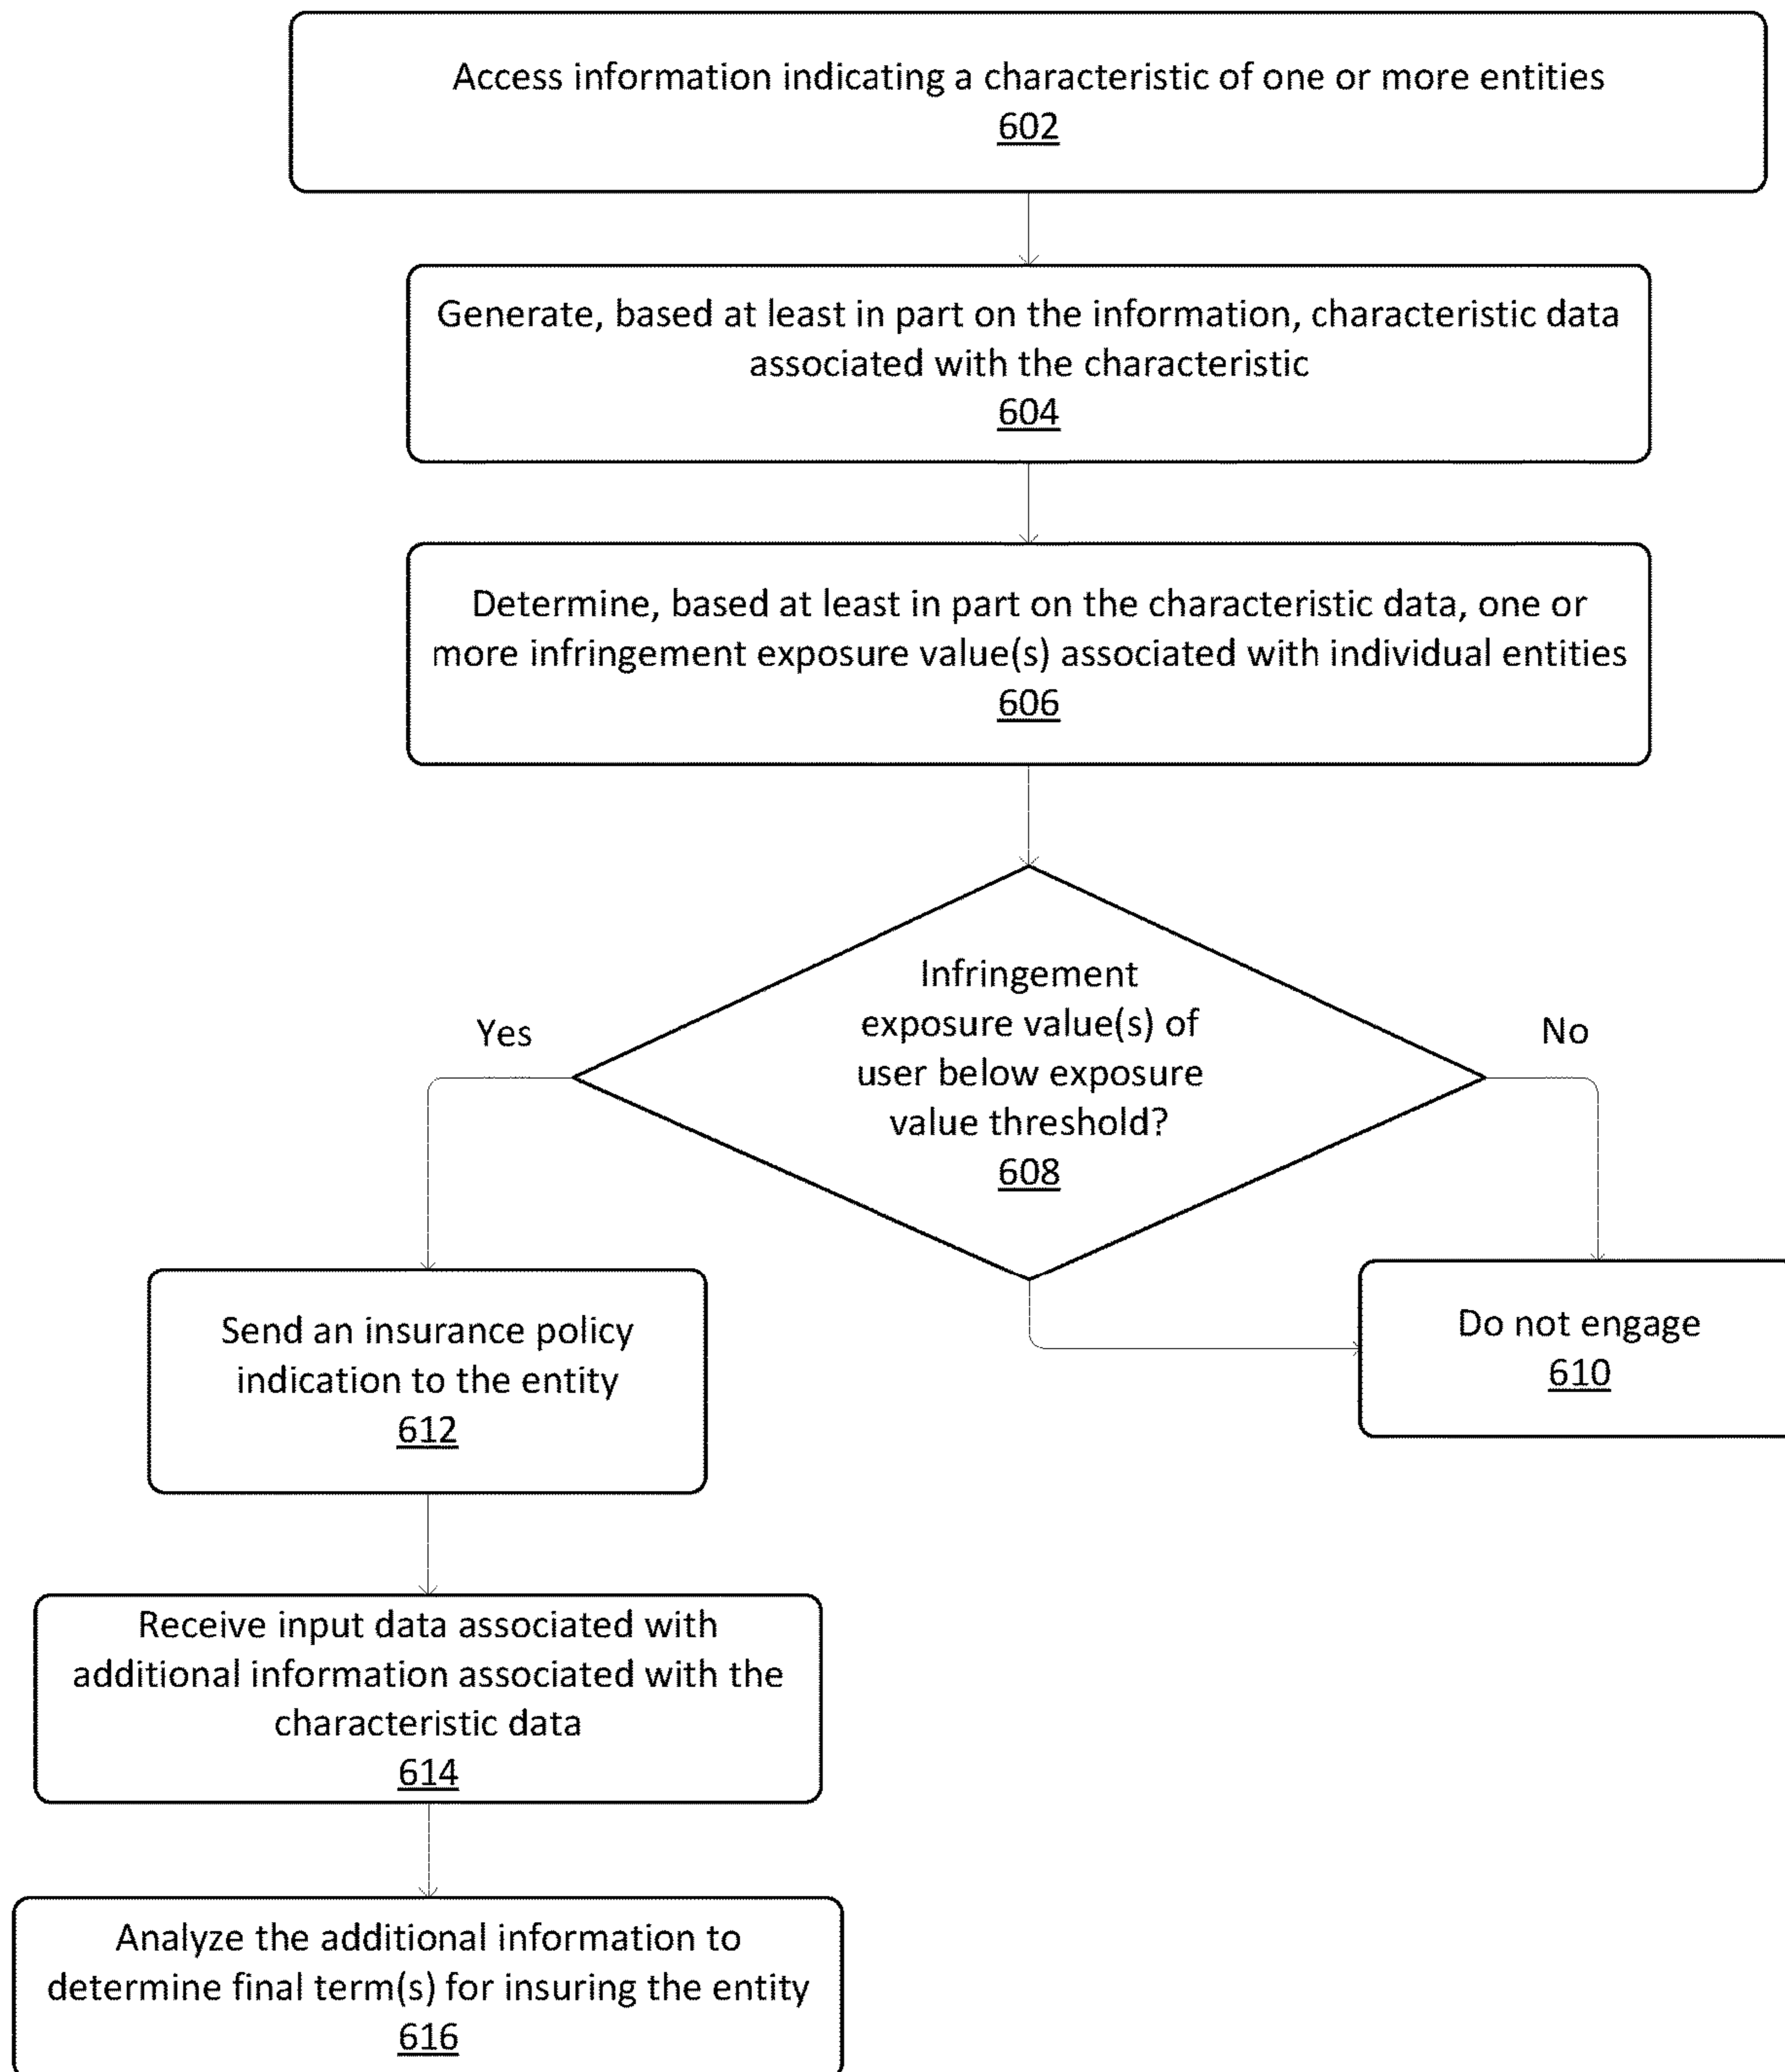 Access information indicating a characteristic of one or more entities
602
Generate, based at least in part on the information, characteristic data
associated with the characteristic
604
Determine, based at least in part on the characteristic data, one or
more infringement exposure value(s) associated with individual entities
606
Infringement
exposure value(s) of
user below exposure
value threshold?
608
Yes
No
Send an insurance policy
indication to the entity
612
Do not engage
610
Receive input data associated with
additional information associated with the
characteristic data
614
Analyze the additional information to
determine final term(s) for insuring the entity
616